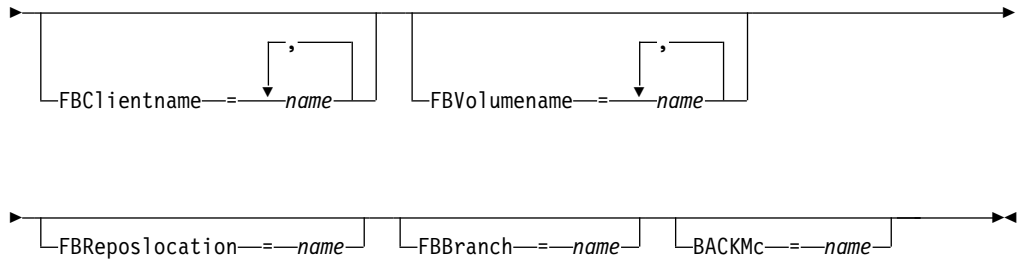 , ,
FBClientname = name FBVolumename = name
FBReposlocation = name FBBranch = name BACKMc = name